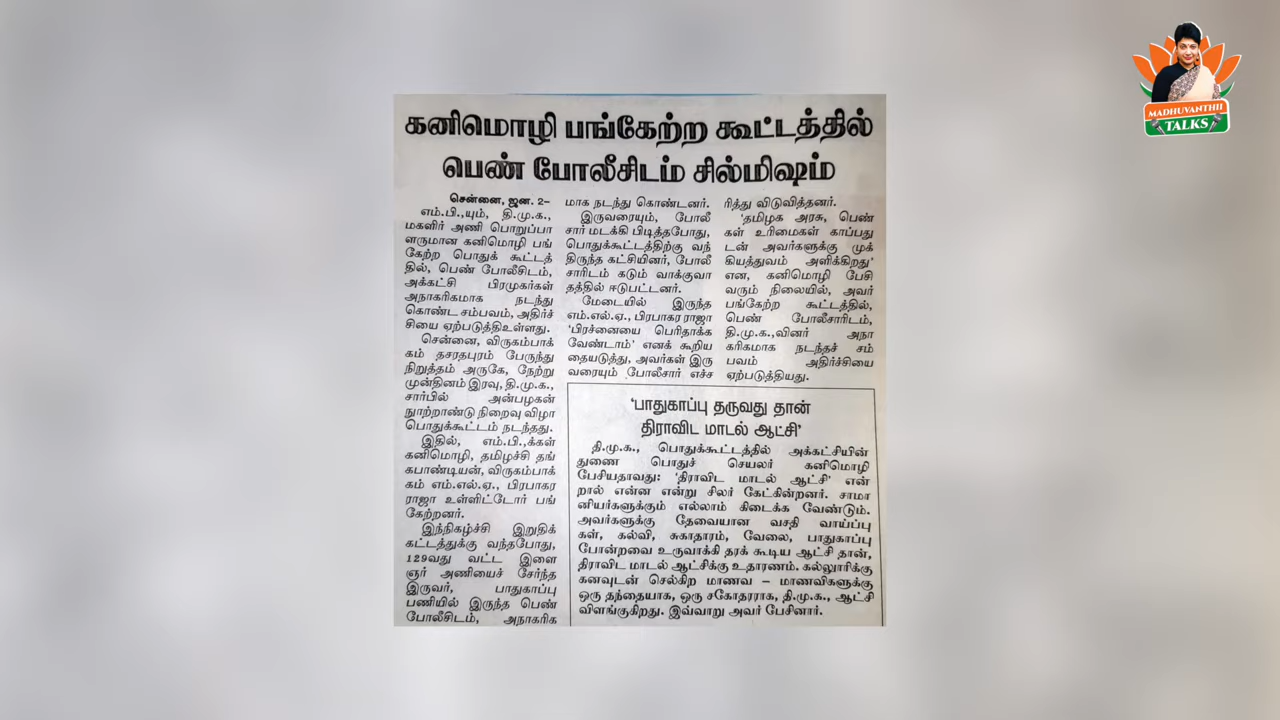 கனிமொழி பங்கேற்ற கூட்டத்தில்
பெண் போலீசிடம் சில்மிஷம்
சென்னை, ஜன. 2–
எம்.பி.,யும், தி.மு.க.,
மகளிர் அணி பொறுப்பா
ளருமான கனிமொழி பங்
கேற்ற பொதுக் கூட்டத்
தில், பெண் போலீசிடம்,
அக்கட்சி பிரமுகர்கள்
அநாகரிகமாக நடந்து
கொண்ட சம்பவம், அதிர்ச்
சியை ஏற்படுத்திஉள்ளது.
சென்னை, விருகம்பாக்
கம் தசரதபுரம் பேருந்து
நிறுத்தம் அருகே, நேற்று
முன்தினம் இரவு, தி.மு.க.,
சார்பில் அன்பழகன்
நுாற்றாண்டு நிறைவு விழா
பொதுக்கூட்டம் நடந்தது.
இதில், எம்.பி.,க்கள்
கனிமொழி, தமிழச்சி தங்
கபாண்டியன், விருகம்பாக்
கம் எம்.எல்.ஏ., பிரபாகர
ராஜா உள்ளிட்டோர் பங்
கேற்றனர்.
இந்நிகழ்ச்சி இறுதிக்
கட்டத்துக்கு வந்தபோது,
129வது வட்ட இளை
ஞர் அணியைச் சேர்ந்த
இருவர், பாதுகாப்பு
பணியில் இருந்த பெண்
போலீசிடம், அநாகரிக
மாக நடந்து கொண்டனர்.
இருவரையும், போலீ
சார் மடக்கி பிடித்தபோது,
பொதுக்கூட்டத்திற்கு வந்
திருந்த கட்சியினர், போலீ
சாரிடம் கடும் வாக்குவா
தத்தில் ஈடுபட்டனர்.
மேடையில் இருந்த
எம்.எல்.ஏ., பிரபாகர ராஜா
'பிரச்னையை பெரிதாக்க
வேண்டாம்' எனக் கூறிய
தையடுத்து, அவர்கள் இரு
வரையும் போலீசார் எச்ச
ரித்து விடுவித்தனர்.
'தமிழக அரசு, பெண்
கள் உரிமைகள் காப்பது
டன் அவர்களுக்கு முக்
கியத்துவம் அளிக்கிறது'
என, கனிமொழி பேசி
வரும் நிலையில், அவர்
பங்கேற்ற கூட்டத்தில்,
பெண் போலீசாரிடம்,
தி.மு.க.,வினர் அநா
கரிகமாக நடந்தச் சம்
பவம் அதிர்ச்சியை
ஏற்படுத்தியது.
'பாதுகாப்பு தருவது தான்
திராவிட மாடல் ஆட்சி'
தி.மு.க., பொதுக்கூட்டத்தில் அக்கட்சியின்
துணை பொதுச் செயலர் கனிமொழி
பேசியதாவது: 'திராவிட மாடல் ஆட்சி' என்
றால் என்ன என்று சிலர் கேட்கின்றனர். சாமா
னியர்களுக்கும் எல்லாம் கிடைக்க வேண்டும்.
அவர்களுக்கு தேவையான வசதி வாய்ப்பு
கள், கல்வி, சுகாதாரம், வேலை, பாதுகாப்பு
போன்றவை உருவாக்கி தரக் கூடிய ஆட்சி தான்,
திராவிட மாடல் ஆட்சிக்கு உதாரணம். கல்லுாரிக்கு
கனவுடன் செல்கிற மாணவ – மாணவிகளுக்கு
ஒரு தந்தையாக, ஒரு சகோதரராக, தி.மு.க., ஆட்சி
விளங்குகிறது. இவ்வாறு அவர் பேசினார்.
MADHUVANTHII
TALKS